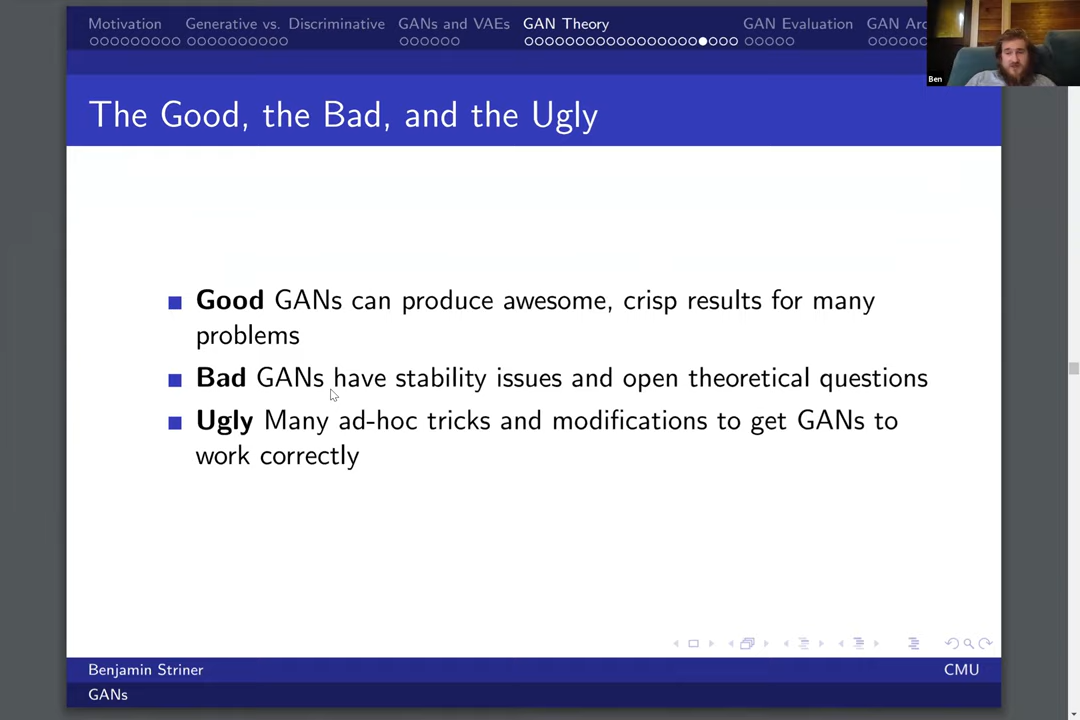 Motivation Generative vs. Discriminative GANs and VAEs GAN Theory GAN Evaluation GAN
Ben
The Good, the Bad, and the Ugly
Good GANs can produce awesome, crisp results for many
problems
Bad GANs have stability issues and open theoretical questions
Ugly Many ad-hoc tricks and modifications to get GANs to
work correctly
Benjamin Striner CMU
GANs